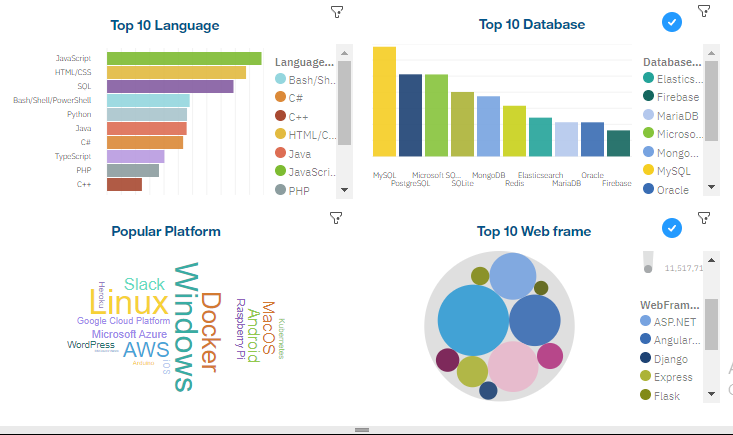 Top 10 Language
JavaScript
HTML/CSS
SQL
Bash/Shell/PowerShell
Python
Java
C#
TypeScript
PHP
C++
Language...
Bash/Sh...
C#
C++
HTML/C...
Java
JavaScri...
PHP
Top 10 Database
MySQL
PostgreSQL
Microsoft SQ...
SQLite
MongoDB
Redis
Elasticsearch
MariaDB
Oracle
Firebase
Database...
Elastics...
Firebase
MariaDB
Microso...
Mongo...
MySQL
Oracle
Popular Platform
Heroku
Slack
Linux
Google Cloud Platform
Microsoft Azure
WordPress
AWS
Arduino
iOS
Windows
Docker
Raspberry Pi
Android
MacOS
Kubernetes
Top 10 Web frame
11,517,71
WebFram...
ASP.NET
Angular...
Django
Express
Flask